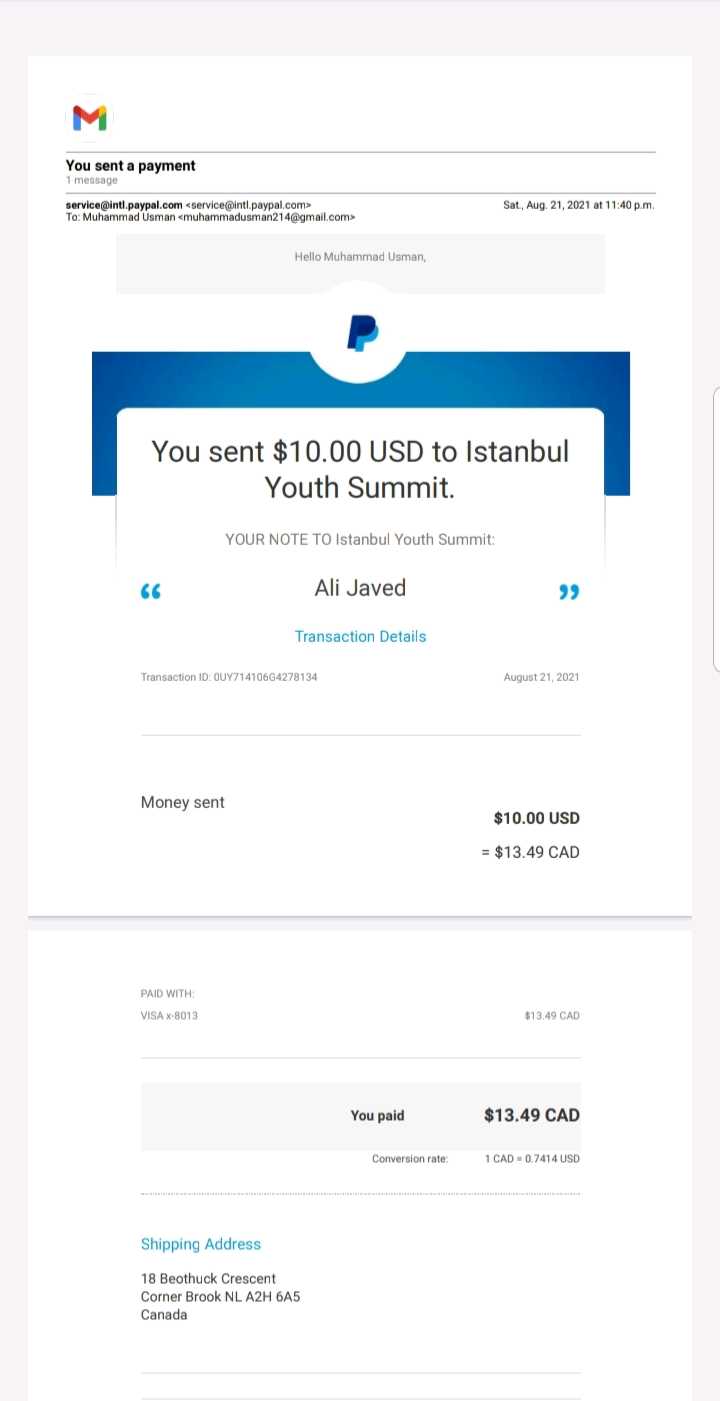 You sent a payment
1 message
service@intl.paypal.com <service@intl.paypal.com> Sat., Aug. 21, 2021 at 11:40 p.m.
To: Muhammad Usman <muhammadusman214@gmail.com>
Hello Muhammad Usman,
You sent $10.00 USD to Istanbul
Youth Summit.
YOUR NOTE TO Istanbul Youth Summit:
“ Ali Javed ”
Transaction Details
Transaction ID: 0UY714106G4278134 August 21, 2021
Money sent
$10.00 USD
= $13.49 CAD
PAID WITH:
VISA x-8013 $13.49 CAD
You paid $13.49 CAD
Conversion rate: 1 CAD = 0.7414 USD
Shipping Address
18 Beothuck Crescent
Corner Brook NL A2H 6A5
Canada